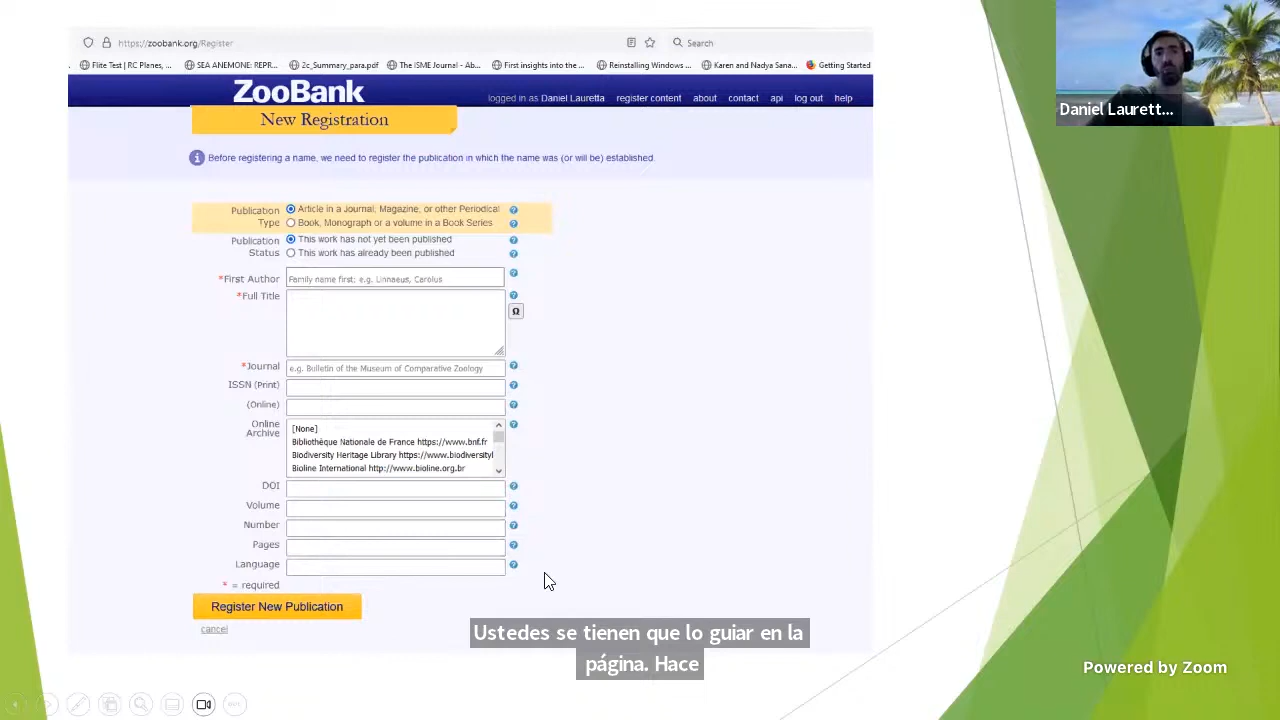 https://zoobank.org/Register
Search
Flite Test | RC Planes, ...
SEA ANEMONE: REPR...
2c_Summary_para.pdf
The ISME Journal - Ab...
First insights into the ...
Reinstalling Windows ...
Karen and Nadya Sana...
Getting Started
ZooBank
logged in as Daniel Lauretta register content about contact api log out help
New Registration
Before registering a name, we need to register the publication in which the name was (or will be) established.
Publication Type
Article in a Journal, Magazine, or other Periodical
Book, Monograph or a volume in a Book Series
Publication Status
This work has not yet been published
This work has already been published
*First Author
Family name first: e.g. Linnaeus, Carolus
*Full Title
Ω
*Journal
e.g. Bulletin of the Museum of Comparative Zoology
ISSN (Print)
(Online)
Online Archive
[None]
Bibliothèque Nationale de France https://www.bnf.fr
Biodiversity Heritage Library https://www.biodiversityl
Bioline International http://www.bioline.org.br
DOI
Volume
Number
Pages
Language
* = required
Register New Publication
cancel
Ustedes se tienen que lo guiar en la
página. Hace
Daniel Laurett...
Powered by Zoom